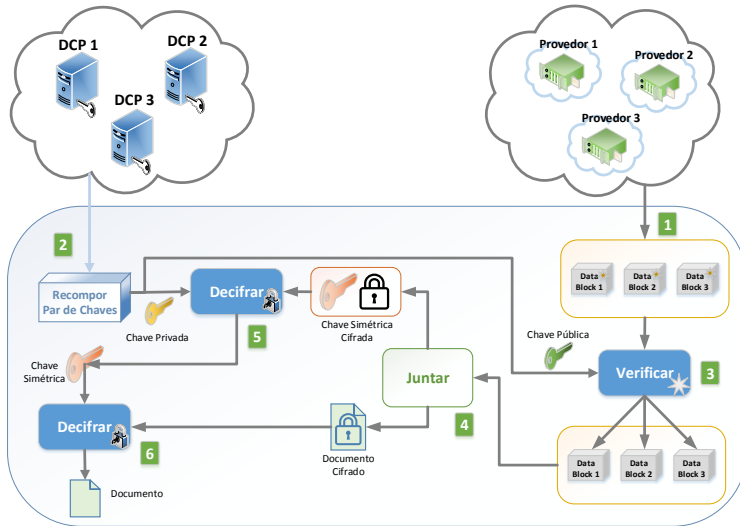 DCP 1
DCP 2
DCP 3
Provedor 1
Provedor 2
Provedor 3
1
2
Data
Block 1
Data
Block 2
Data
Block 3
Recompor
Par de Chaves
Chave Privada
Decifrar
5
Chave Simétrica
Cifrada
Chave Pública
Verificar
3
Chave
Simétrica
Juntar
4
Decifrar
6
Documento
Cifrado
Data
Block 1
Data
Block 2
Data
Block 3
Documento